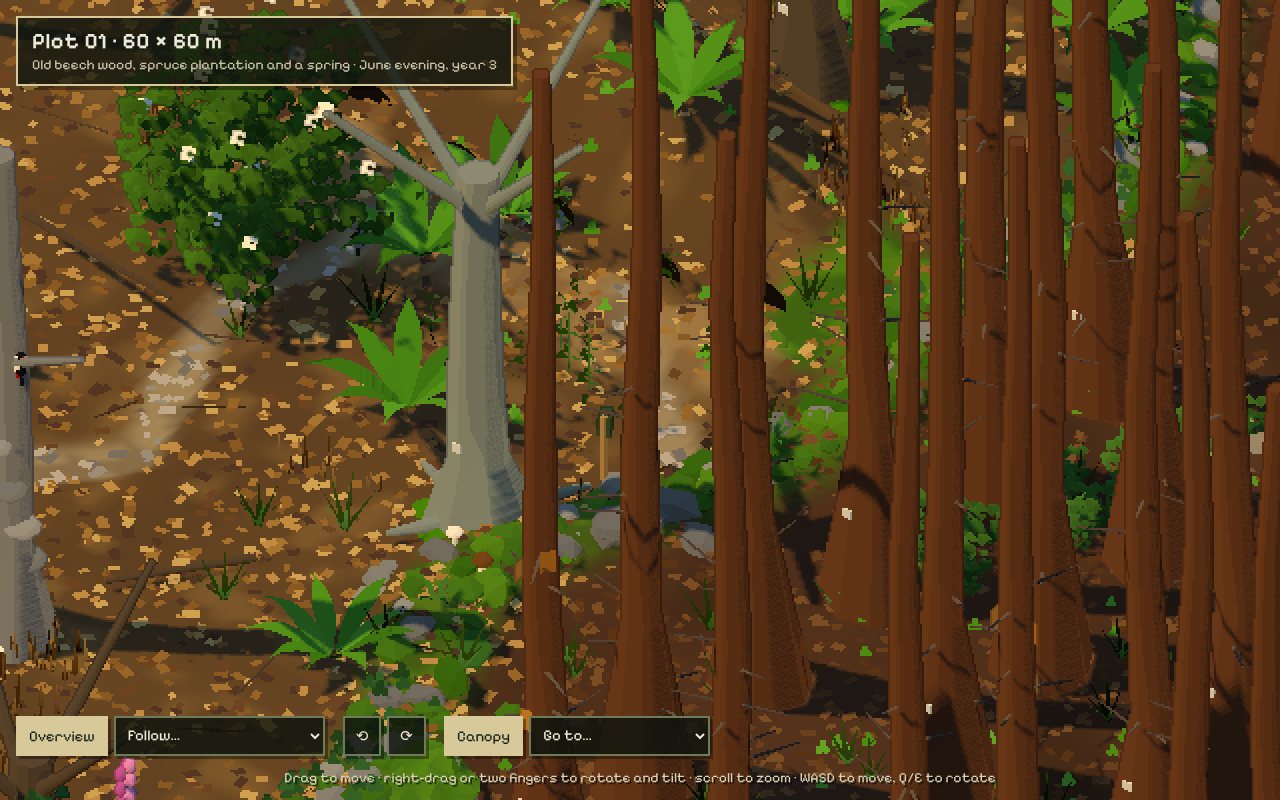 Plot 01 · 60 × 60 m
Old beech wood, spruce plantation and a spring · June evening, year 3
Overview
Follow...
⟲
⟳
Canopy
Go to...
Drag to move · right-drag or two fingers to rotate and tilt · scroll to zoom · WASD to move, Q/E to rotate